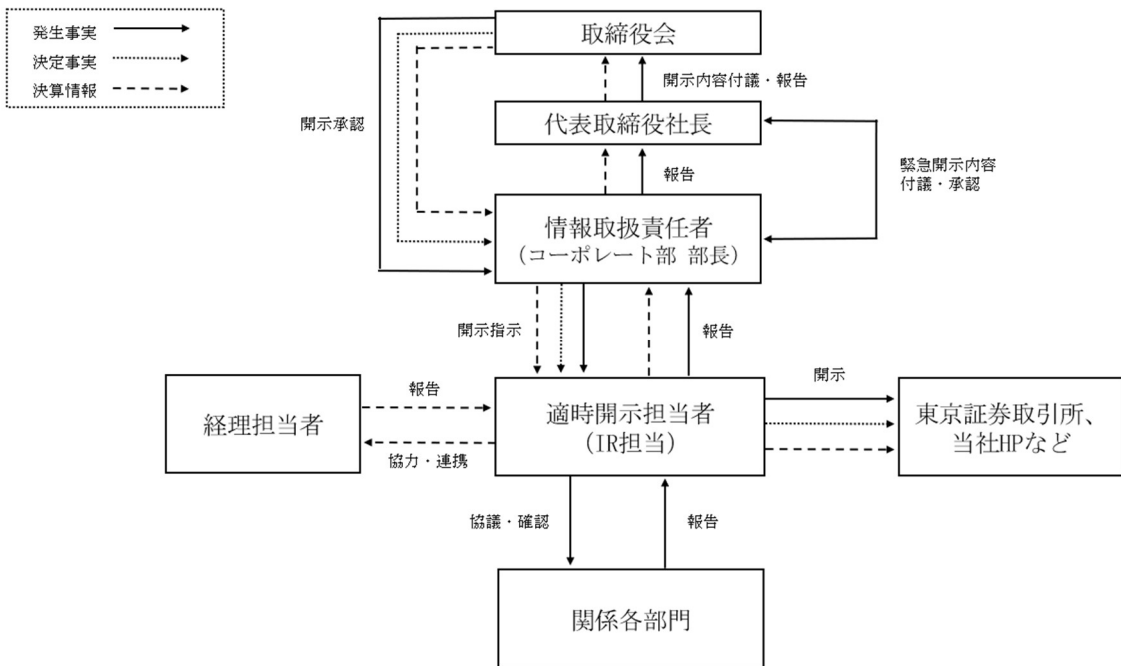 発生事実
決定事実
決算情報
取締役会
開示内容付議・報告
代表取締役社長
開示承認
報告
緊急開示内容
付議・承認
情報取扱責任者
(コーポレート部 部長)
開示指示
報告
経理担当者
報告
協力・連携
適時開示担当者
(IR担当)
開示
東京証券取引所、
当社HPなど
協議・確認
報告
関係各部門